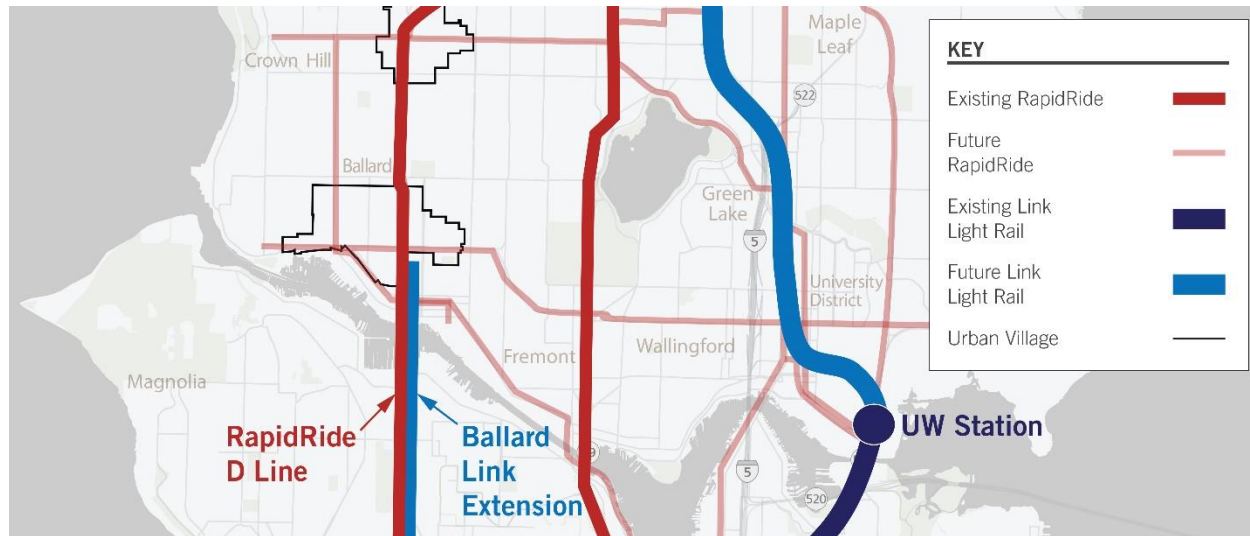 Maple
Leaf
Crown Hill
522
Ballard
Green
Lake
5
University
District
Wallingford
Fremont
Magnolia
RapidRide
D Line
Ballard
Link
Extension
UW Station
5
520
KEY
Existing RapidRide
Future
RapidRide
Existing Link
Light Rail
Future Link
Light Rail
Urban Village